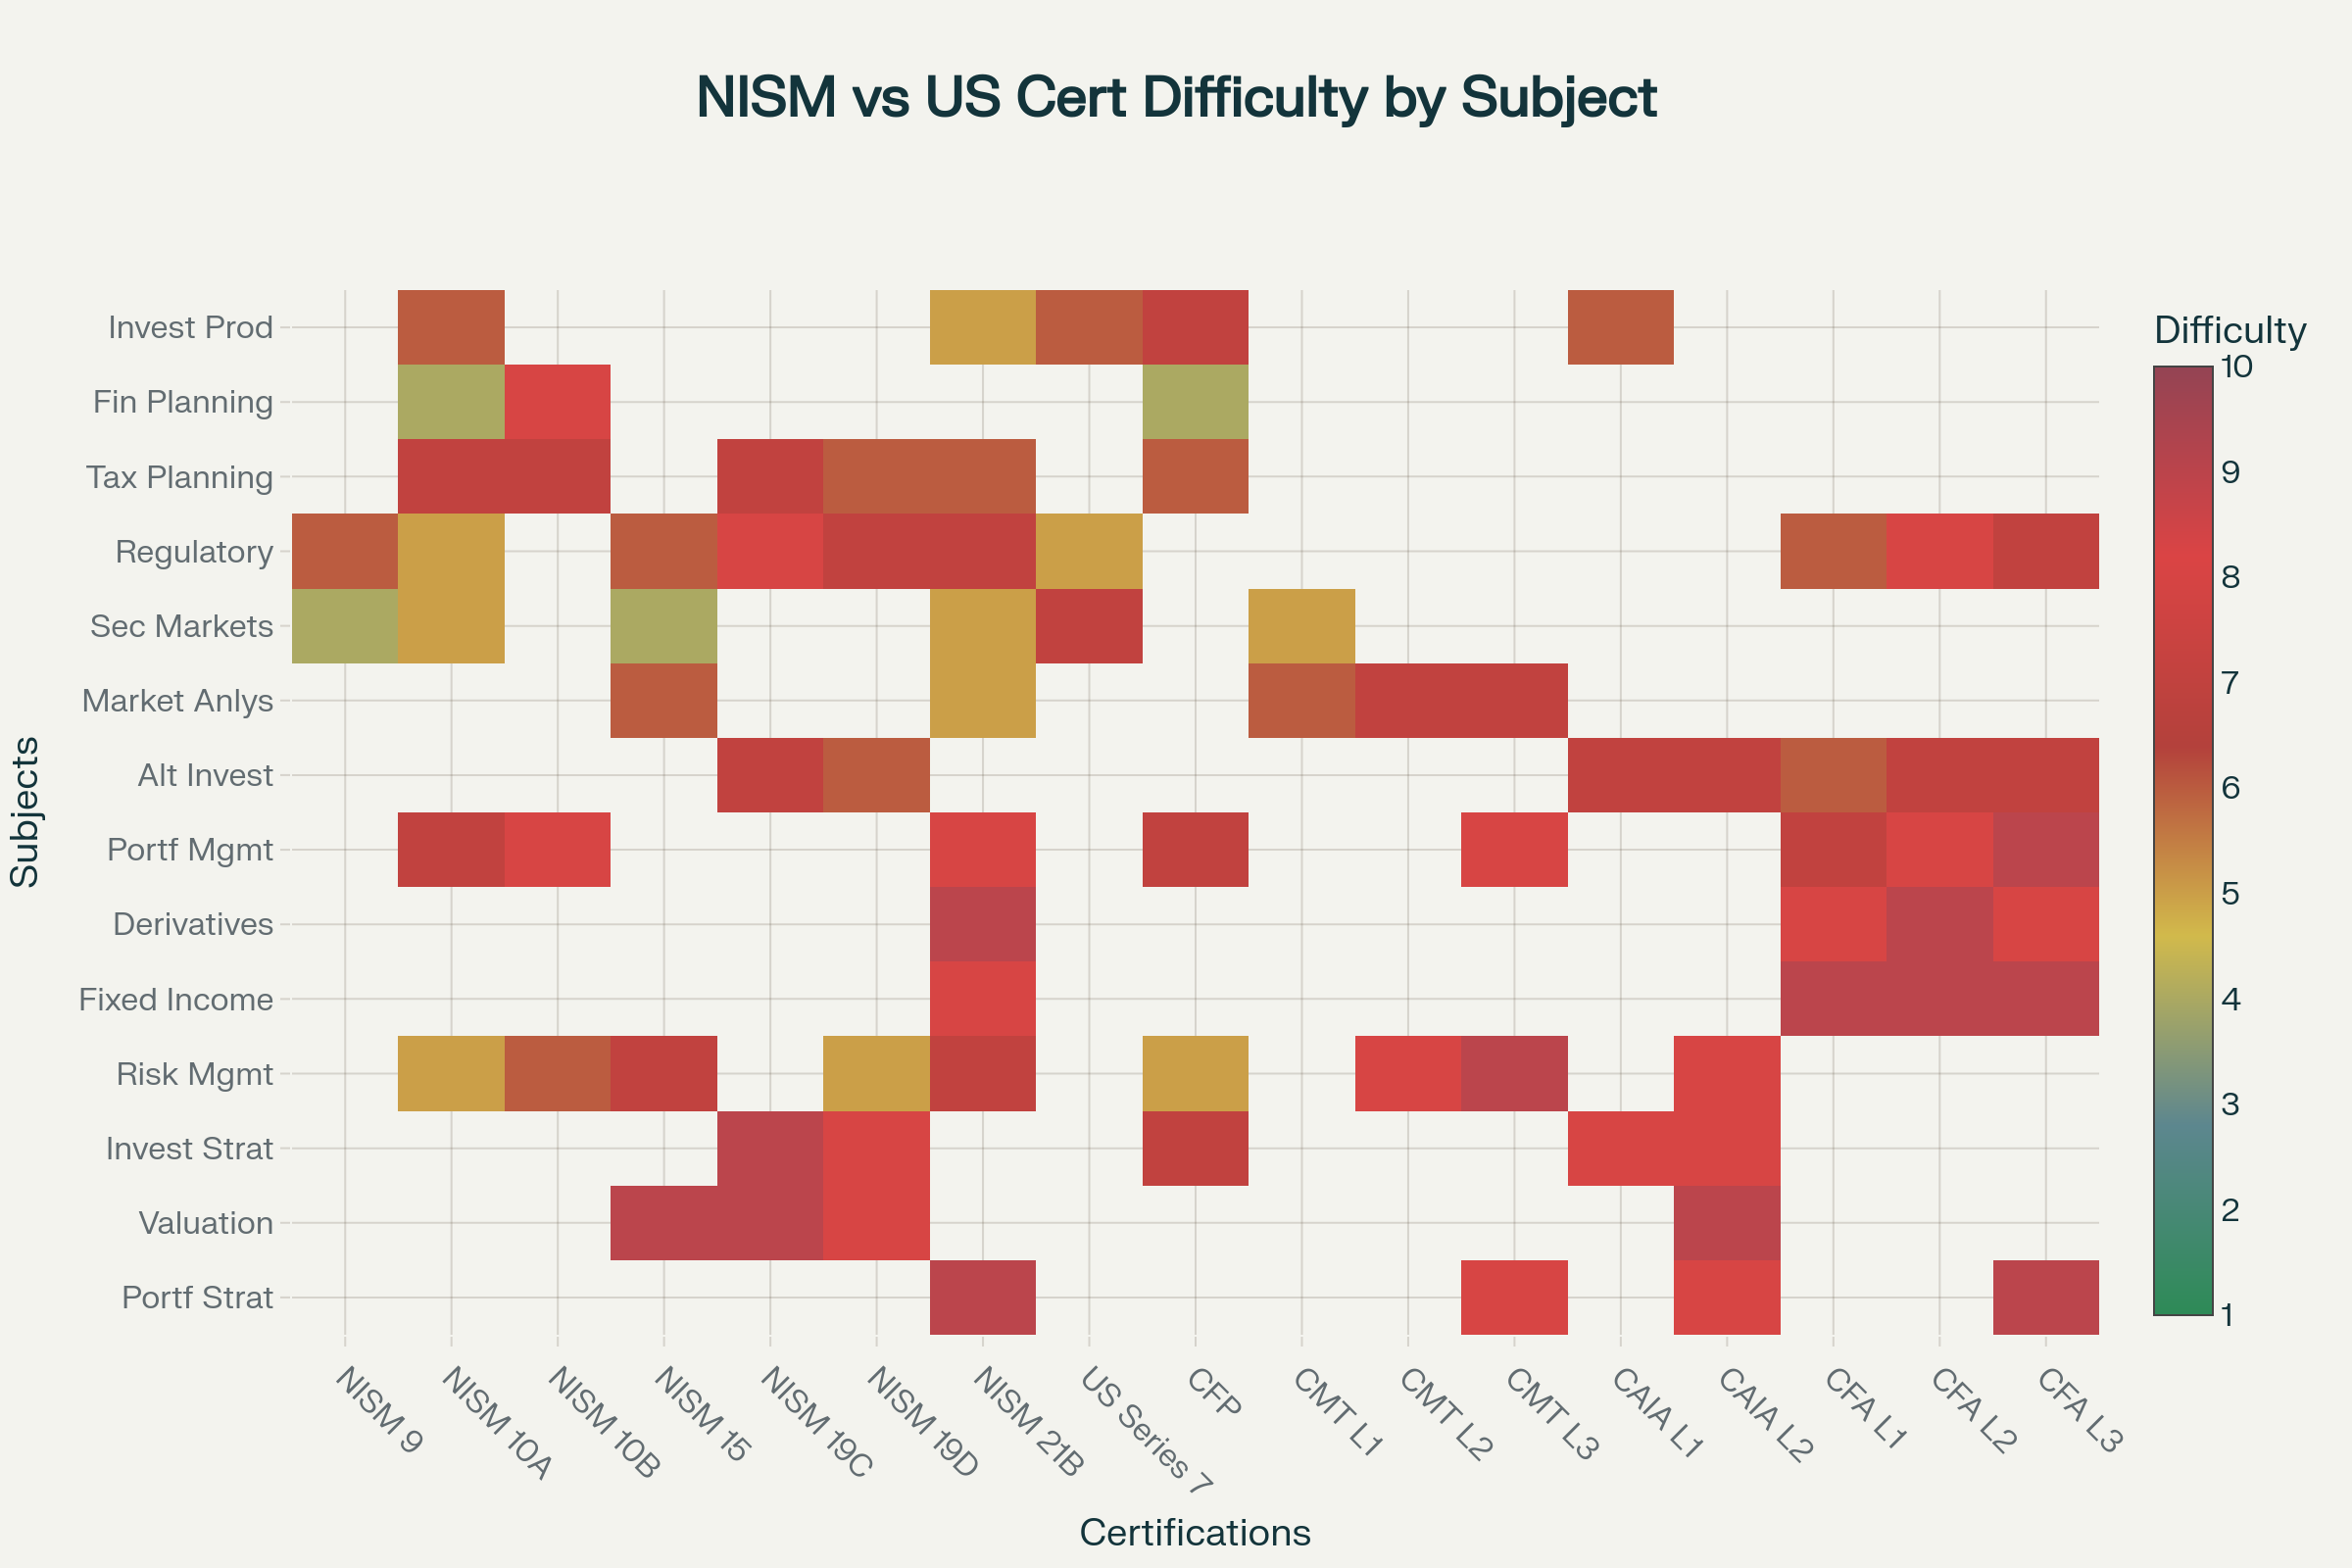 NISM vs US Cert Difficulty by Subject
Subjects
Invest Prod
Fin Planning
Tax Planning
Regulatory
Sec Markets
Market Anlys
Alt Invest
Portf Mgmt
Derivatives
Fixed Income
Risk Mgmt
Invest Strat
Valuation
Portf Strat
NISM 9
NISM 10A
NISM 10B
NISM 15
NISM 19C
NISM 19D
NISM 21B
US Series 7
CFP
CMT L1
CMT L2
CMT L3
CAIA L1
CAIA L2
CFA L1
CFA L2
CFA L3
Certifications
Difficulty
10
9
8
7
6
5
4
3
2
1